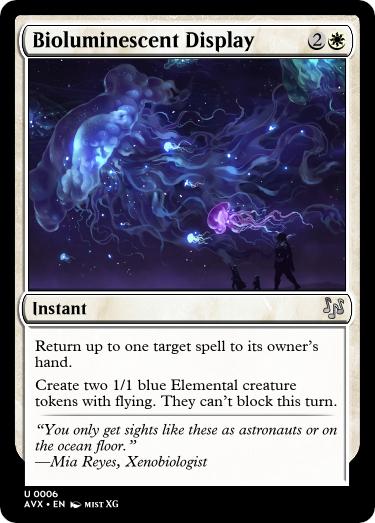 Bioluminescent Display 2
Instant
Return up to one target spell to its owner's
hand.
Create two 1/1 blue Elemental creature
tokens with flying. They can't block this turn.
"You only get sights like these as astronauts or on
the ocean floor."
—Mia Reyes, Xenobiologist
U 0006
AVX • EN MIST XG